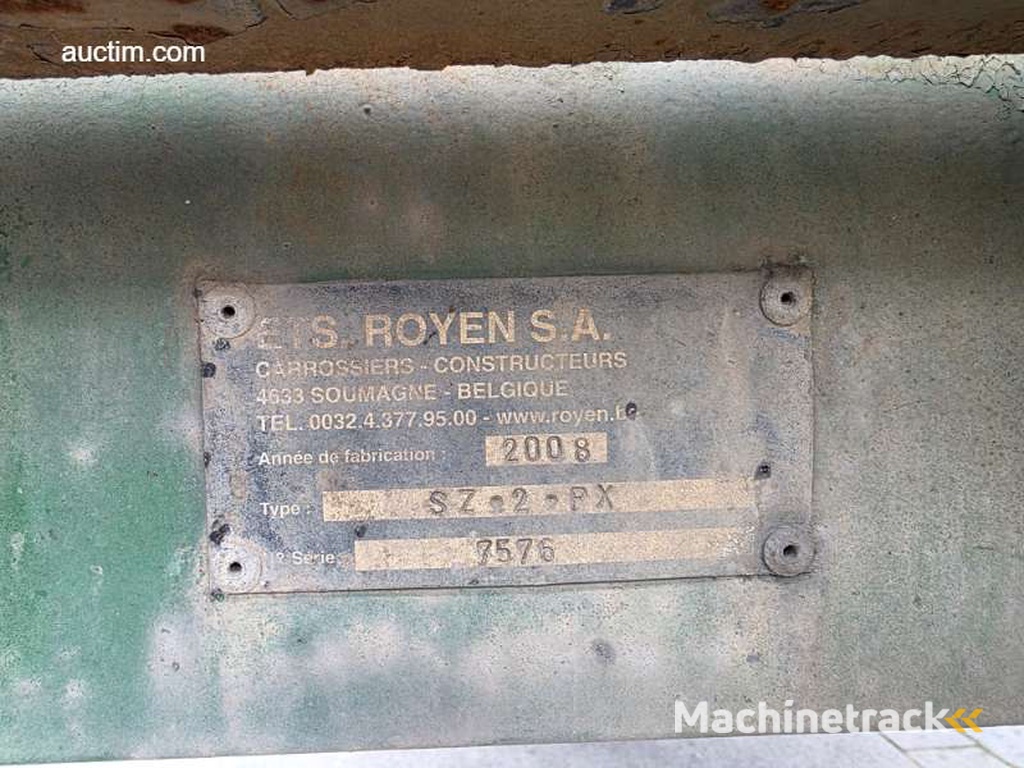 auctim.com
ETS. ROYEN S.A.
CARROSSIERS - CONSTRUCTEURS
4633 SOUMAGNE - BELGIQUE
TEL. 0032.4.377.95.00 - www.royen.be
Année de fabrication : 2008
Type : SZ-2-PX
Série 7576
Machinetrack